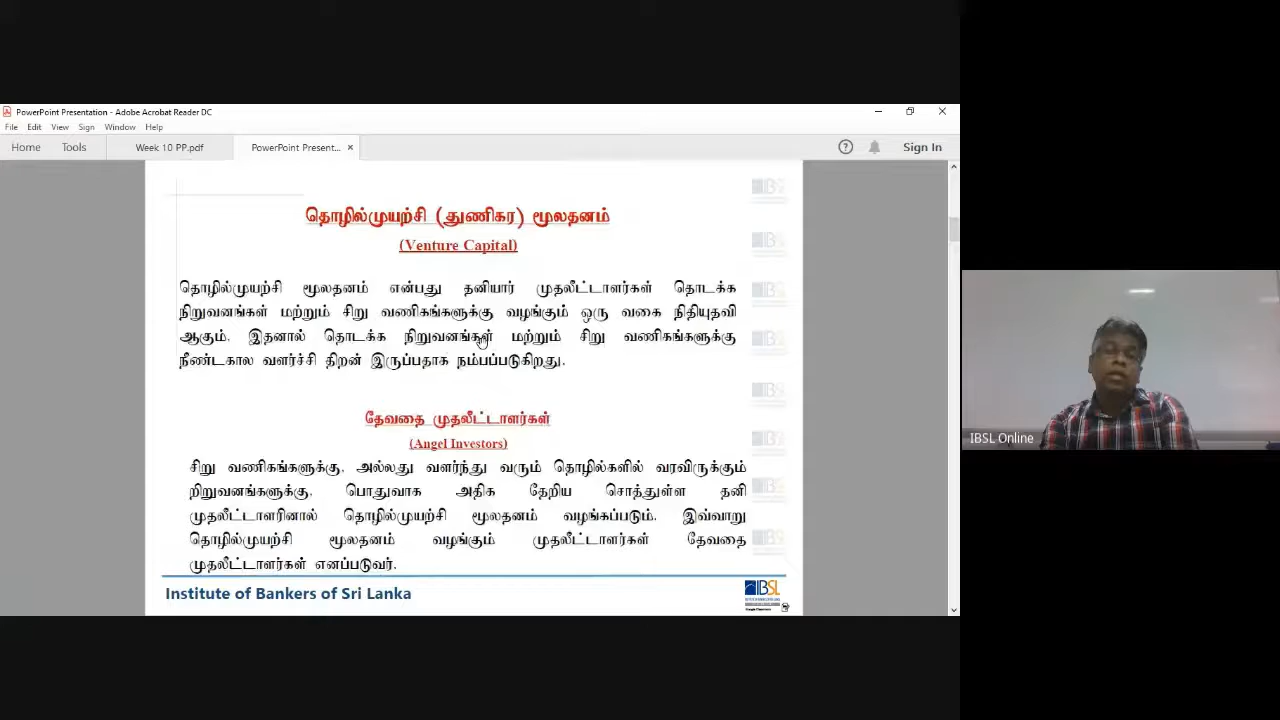 PowerPoint Presentation - Adobe Acrobat Reader DC
File Edit View Sign Window Help
Home Tools Week 10 PP.pdf PowerPoint Present... Sign In
தொழில்முயற்சி (துணிகர) மூலதனம்
(Venture Capital)
தொழில்முயற்சி மூலதனம் என்பது தனியார் முதலீட்டாளர்கள் தொடக்க
நிறுவனங்கள் மற்றும் சிறு வணிகங்களுக்கு வழங்கும் ஒரு வகை நிதியுதவி
ஆகும். இதனால் தொடக்க நிறுவனங்கள் மற்றும் சிறு வணிகங்களுக்கு
நீண்டகால வளர்ச்சி திறன் இருப்பதாக நம்பப்படுகிறது.
தேவதை முதலீட்டாளர்கள்
(Angel Investors)
சிறு வணிகங்களுக்கு, அல்லது வளர்ந்து வரும் தொழில்களில் வரவிருக்கும்
றிறுவனங்களுக்கு, பொதுவாக அதிக தேறிய சொத்துள்ள தனி
முதலீட்டாளரினால் தொழில்முயற்சி மூலதனம் வழங்கப்படும். இவ்வாறு
தொழில்முயற்சி மூலதனம் வழங்கும் முதலீட்டாளர்கள் தேவதை
முதலீட்டாளர்கள் எனப்படுவர்.
Institute of Bankers of Sri Lanka
IBSL
IBSL Online